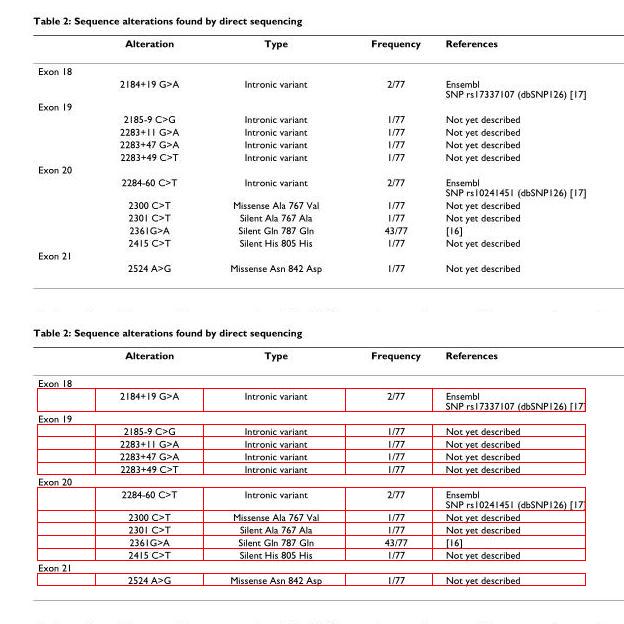 Table 2: Sequence alterations found by direct sequencing
Alteration Type Frequency References
Exon 18
2184+19 G>A Intronic variant 2/77 Ensembl
SNP rs17337107 (dbSNP126) [17]
Exon 19
2185-9 C>G Intronic variant 1/77 Not yet described
2283+11 G>A Intronic variant 1/77 Not yet described
2283+47 G>A Intronic variant 1/77 Not yet described
2283+49 C>T Intronic variant 1/77 Not yet described
Exon 20
2284-60 C>T Intronic variant 2/77 Ensembl
SNP rs10241451 (dbSNP126) [17]
2300 C>T Missense Ala 767 Val 1/77 Not yet described
2301 C>T Silent Ala 767 Ala 1/77 Not yet described
2361G>A Silent Gln 787 Gln 43/77 [16]
2415 C>T Silent His 805 His 1/77 Not yet described
Exon 21
2524 A>G Missense Asn 842 Asp 1/77 Not yet described
Table 2: Sequence alterations found by direct sequencing
Alteration Type Frequency References
Exon 18
2184+19 G>A Intronic variant 2/77 Ensembl
SNP rs17337107 (dbSNP126) [17
Exon 19
2185-9 C>G Intronic variant 1/77 Not yet described
2283+11 G>A Intronic variant 1/77 Not yet described
2283+47 G>A Intronic variant 1/77 Not yet described
2283+49 C>T Intronic variant 1/77 Not yet described
Exon 20
2284-60 C>T Intronic variant 2/77 Ensembl
SNP rs10241451 (dbSNP126) [17
2300 C>T Missense Ala 767 Val 1/77 Not yet described
2301 C>T Silent Ala 767 Ala 1/77 Not yet described
2361G>A Silent Gln 787 Gln 43/77 [16]
2415 C>T Silent His 805 His 1/77 Not yet described
Exon 21
2524 A>G Missense Asn 842 Asp 1/77 Not yet described